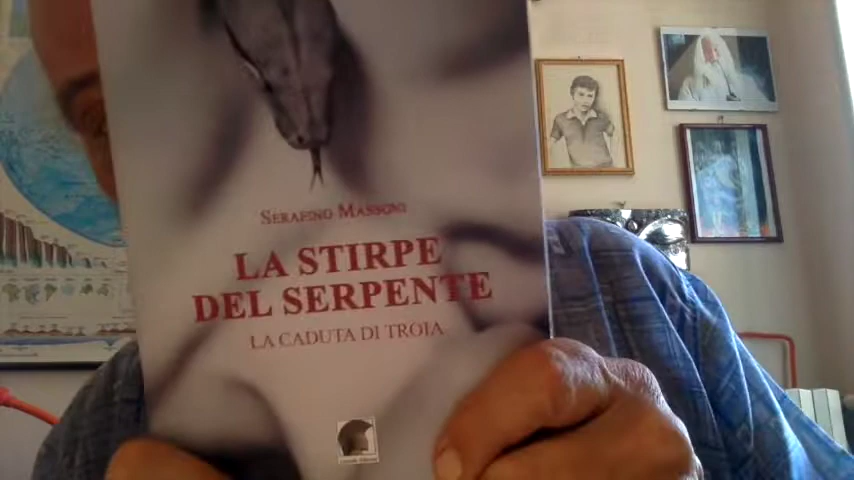 SERAFINO MASSONI
LA STIRPE
DEL SERPENTE
LA CADUTA DI TROIA